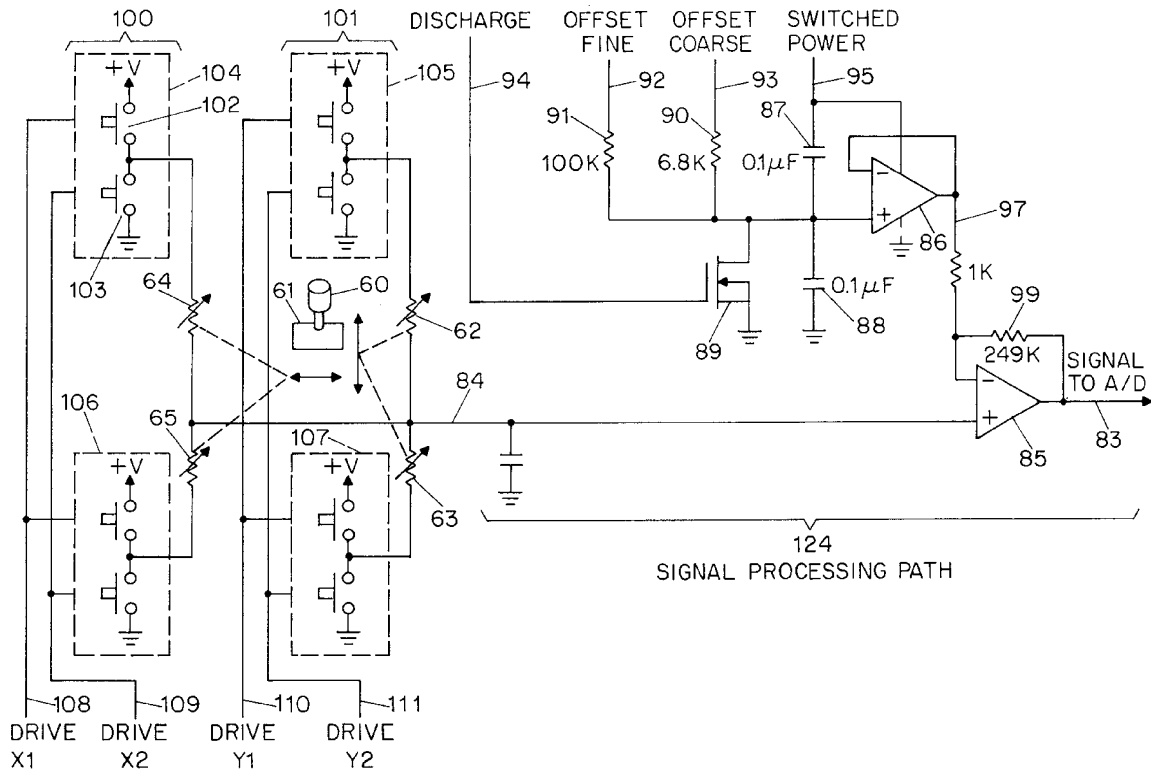 100
101
DISCHARGE
OFFSET FINE
OFFSET COARSE
SWITCHED POWER
+V
104
102
103
+V
105
94
92
93
95
91
100K
90
6.8K
87
0.1µF
−
+
86
97
1K
89
0.1µF
88
64
61
60
62
99
249K
SIGNAL TO A/D
−
+
85
83
84
106
65
+V
107
+V
63
124
SIGNAL PROCESSING PATH
108
109
110
111
DRIVE X1
DRIVE X2
DRIVE Y1
DRIVE Y2